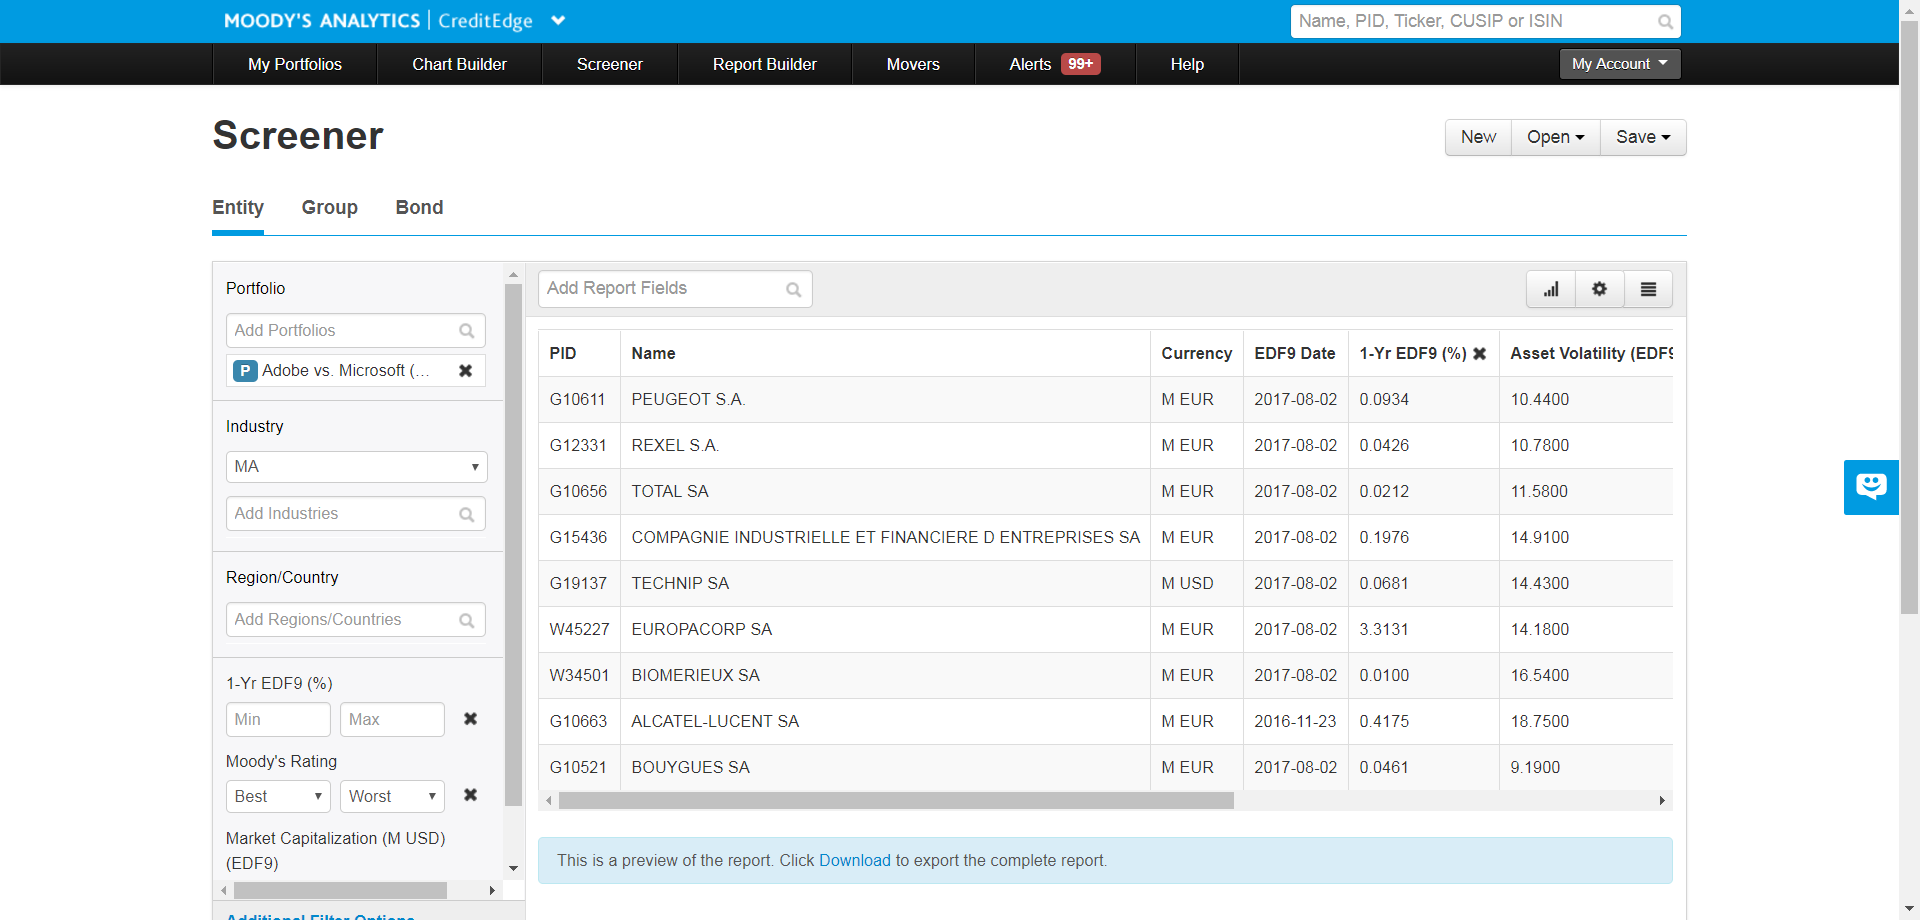 MOODY'S ANALYTICS | CreditEdge
Name, PID, Ticker, CUSIP or ISIN
My Portfolios Chart Builder Screener Report Builder Movers Alerts 99+ Help My Account
Screener
New Open Save
Entity Group Bond
Portfolio
Add Portfolios
P Adobe vs. Microsoft (...
Industry
MA
Add Industries
Region/Country
Add Regions/Countries
1-Yr EDF9 (%)
Min Max
Moody's Rating
Best Worst
Market Capitalization (M USD)
(EDF9)
Additional Filter Options
Add Report Fields
PID Name Currency EDF9 Date 1-Yr EDF9 (%) Asset Volatility (EDF9
G10611 PEUGEOT S.A. M EUR 2017-08-02 0.0934 10.4400
G12331 REXEL S.A. M EUR 2017-08-02 0.0426 10.7800
G10656 TOTAL SA M EUR 2017-08-02 0.0212 11.5800
G15436 COMPAGNIE INDUSTRIELLE ET FINANCIERE D ENTREPRISES SA M EUR 2017-08-02 0.1976 14.9100
G19137 TECHNIP SA M USD 2017-08-02 0.0681 14.4300
W45227 EUROPACORP SA M EUR 2017-08-02 3.3131 14.1800
W34501 BIOMERIEUX SA M EUR 2017-08-02 0.0100 16.5400
G10663 ALCATEL-LUCENT SA M EUR 2016-11-23 0.4175 18.7500
G10521 BOUYGUES SA M EUR 2017-08-02 0.0461 9.1900
This is a preview of the report. Click Download to export the complete report.